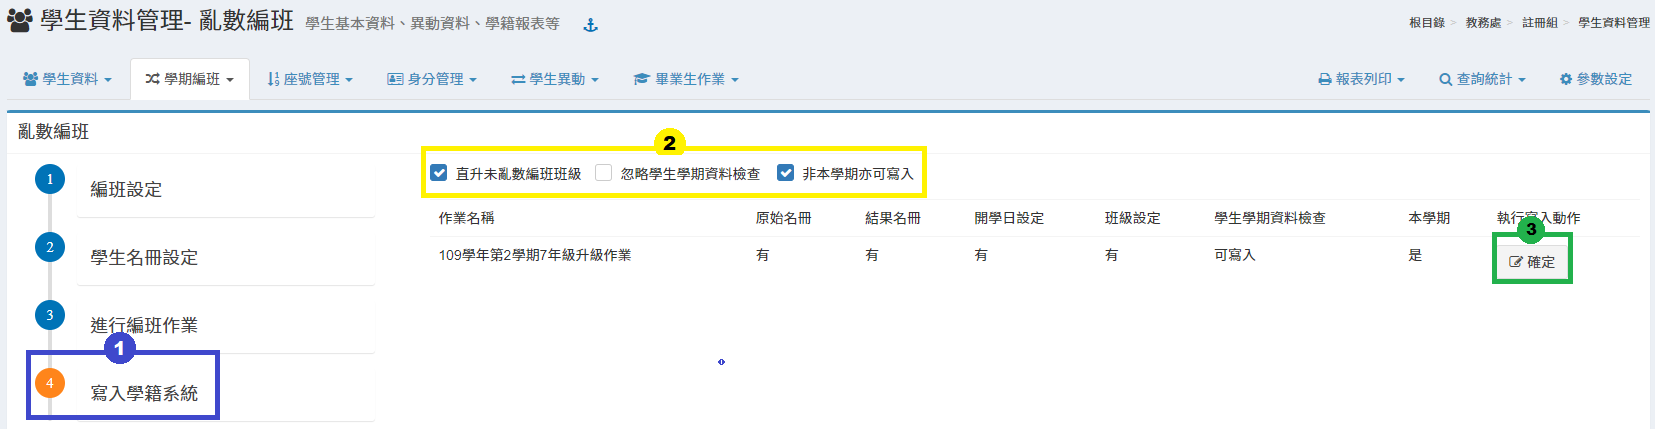 學生資料管理- 亂數編班 學生基本資料、異動資料、學籍報表等
根目錄 > 教務處 > 註冊組 > 學生資料管理
學生資料 學期編班 座號管理 身分管理 學生異動 畢業生作業 報表列印 查詢統計 參數設定
亂數編班
1 編班設定
2 學生名冊設定
3 進行編班作業
1
4 寫入學籍系統
2
直升未亂數編班班級 忽略學生學期資料檢查 非本學期亦可寫入
作業名稱 原始名冊 結果名冊 開學日設定 班級設定 學生學期資料檢查 本學期 執行寫入動作
3
109學年第2學期7年級升級作業 有 有 有 有 可寫入 是 確定